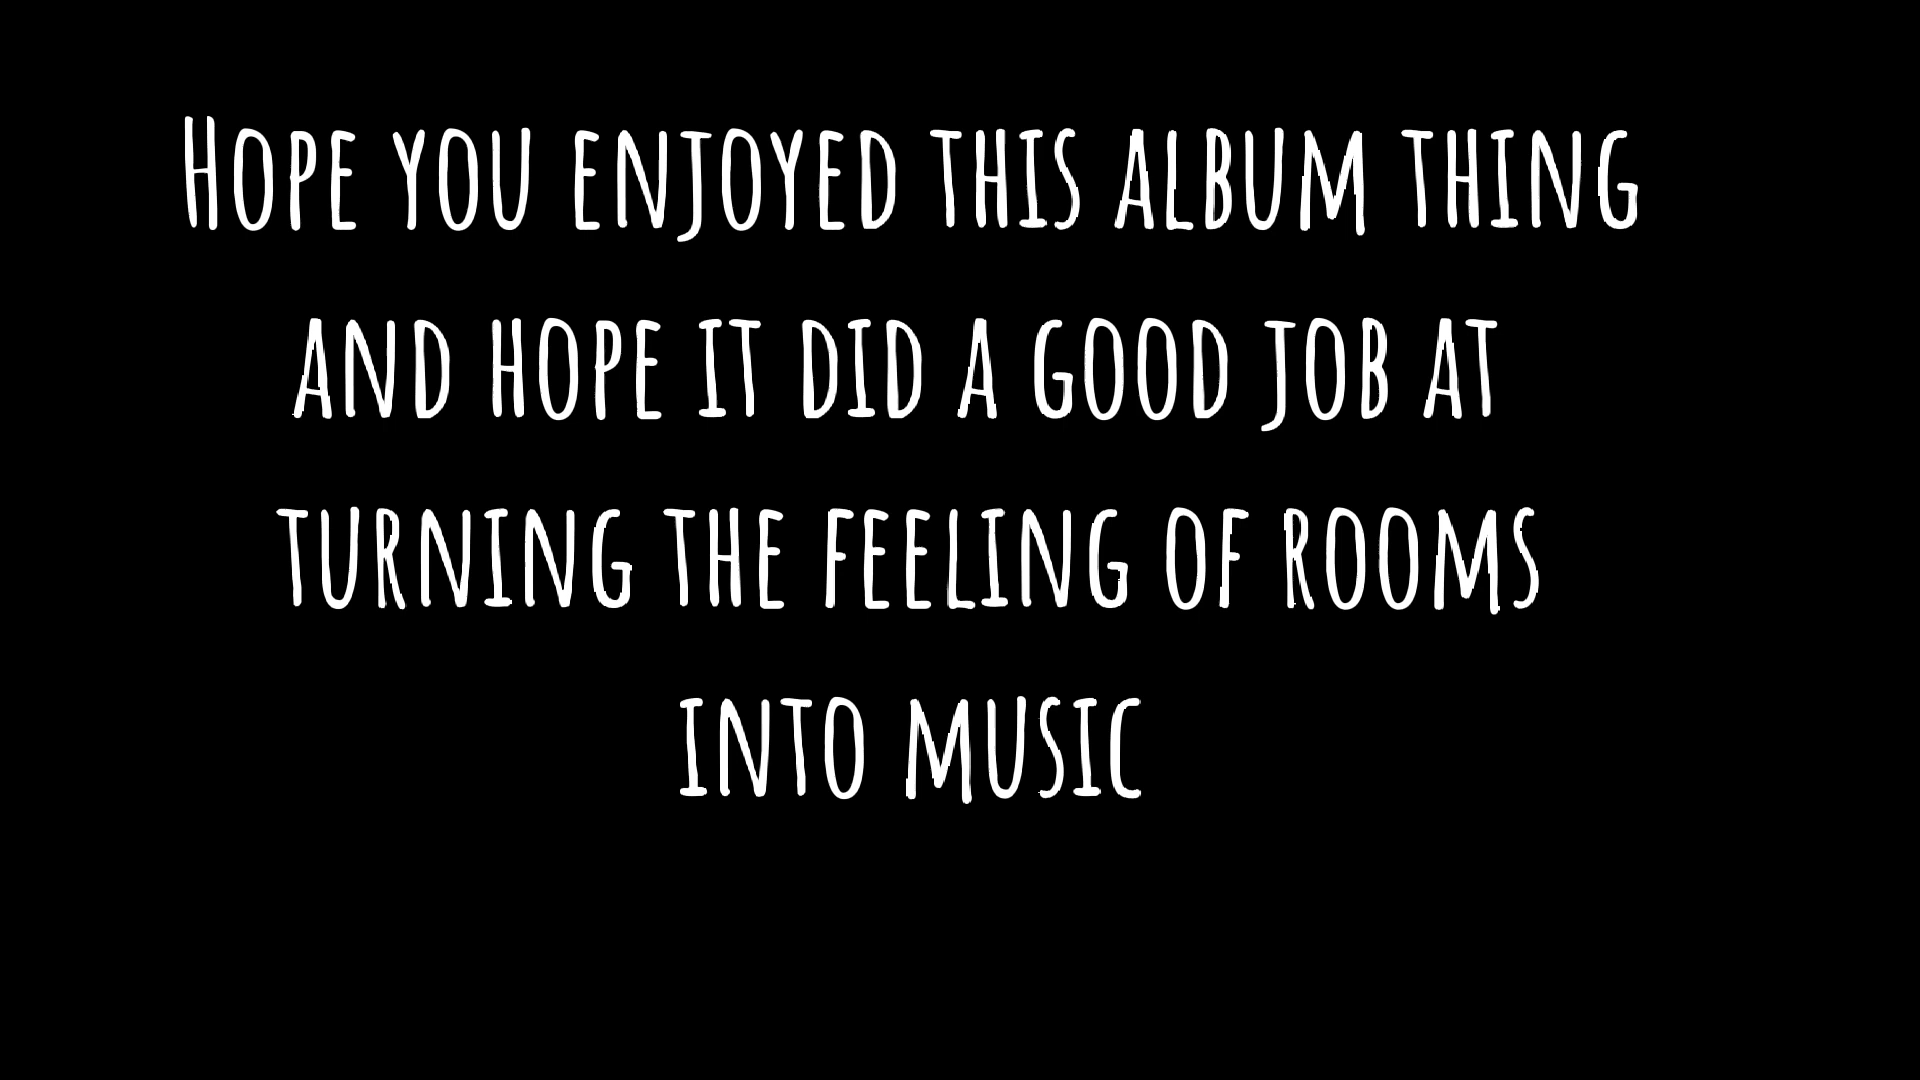 Hope you enjoyed this album thing
and hope it did a good job at
turning the feeling of rooms
into music